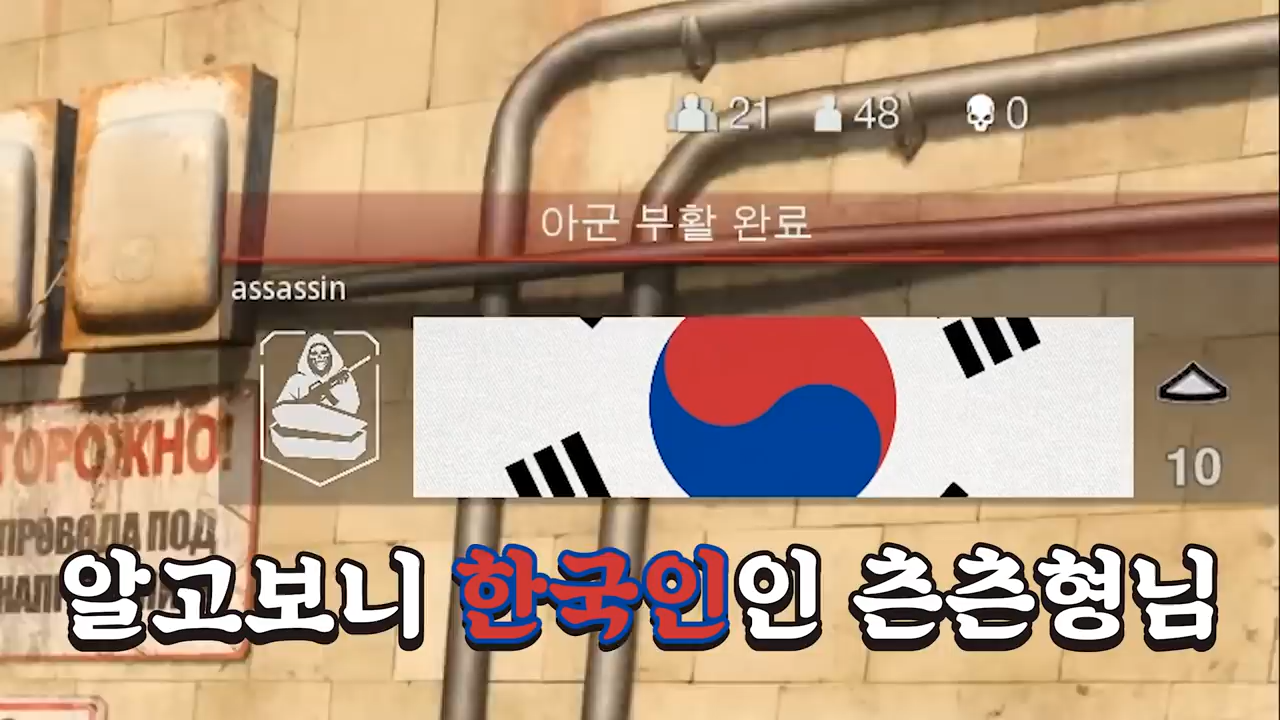 21 48 0
아군 부활 완료
assassin
10
ТОРОЖНО!
ПРОВОДА ПОД
알고보니 한국인인 츤츤형님